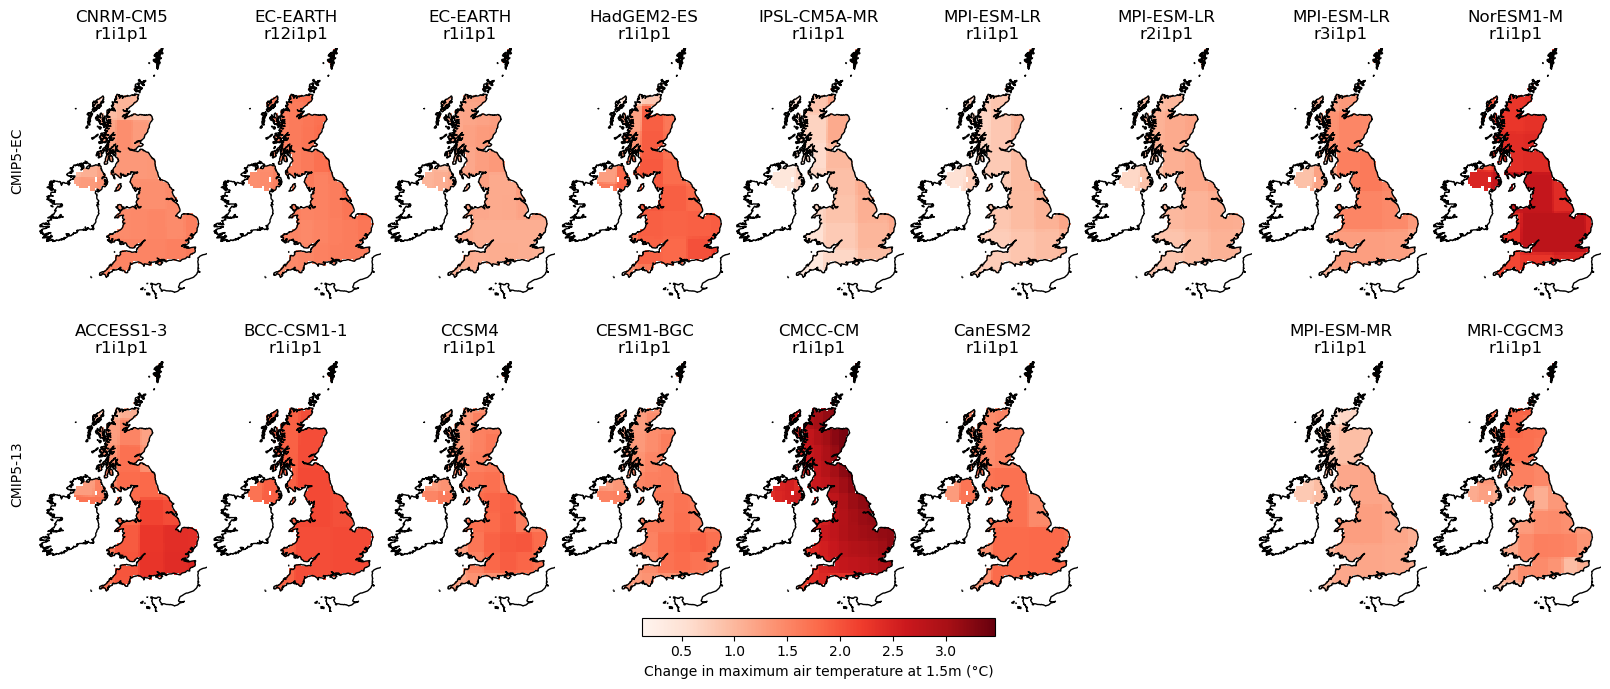 CNRM-CM5
r1i1p1
EC-EARTH
r12i1p1
EC-EARTH
r1i1p1
HadGEM2-ES
r1i1p1
IPSL-CM5A-MR
r1i1p1
MPI-ESM-LR
r1i1p1
MPI-ESM-LR
r2i1p1
MPI-ESM-LR
r3i1p1
NorESM1-M
r1i1p1
CMIP5-EC
ACCESS1-3
r1i1p1
BCC-CSM1-1
r1i1p1
CCSM4
r1i1p1
CESM1-BGC
r1i1p1
CMCC-CM
r1i1p1
CanESM2
r1i1p1
MPI-ESM-MR
r1i1p1
MRI-CGCM3
r1i1p1
CMIP5-13
0.5 1.0 1.5 2.0 2.5 3.0
Change in maximum air temperature at 1.5m (°C)